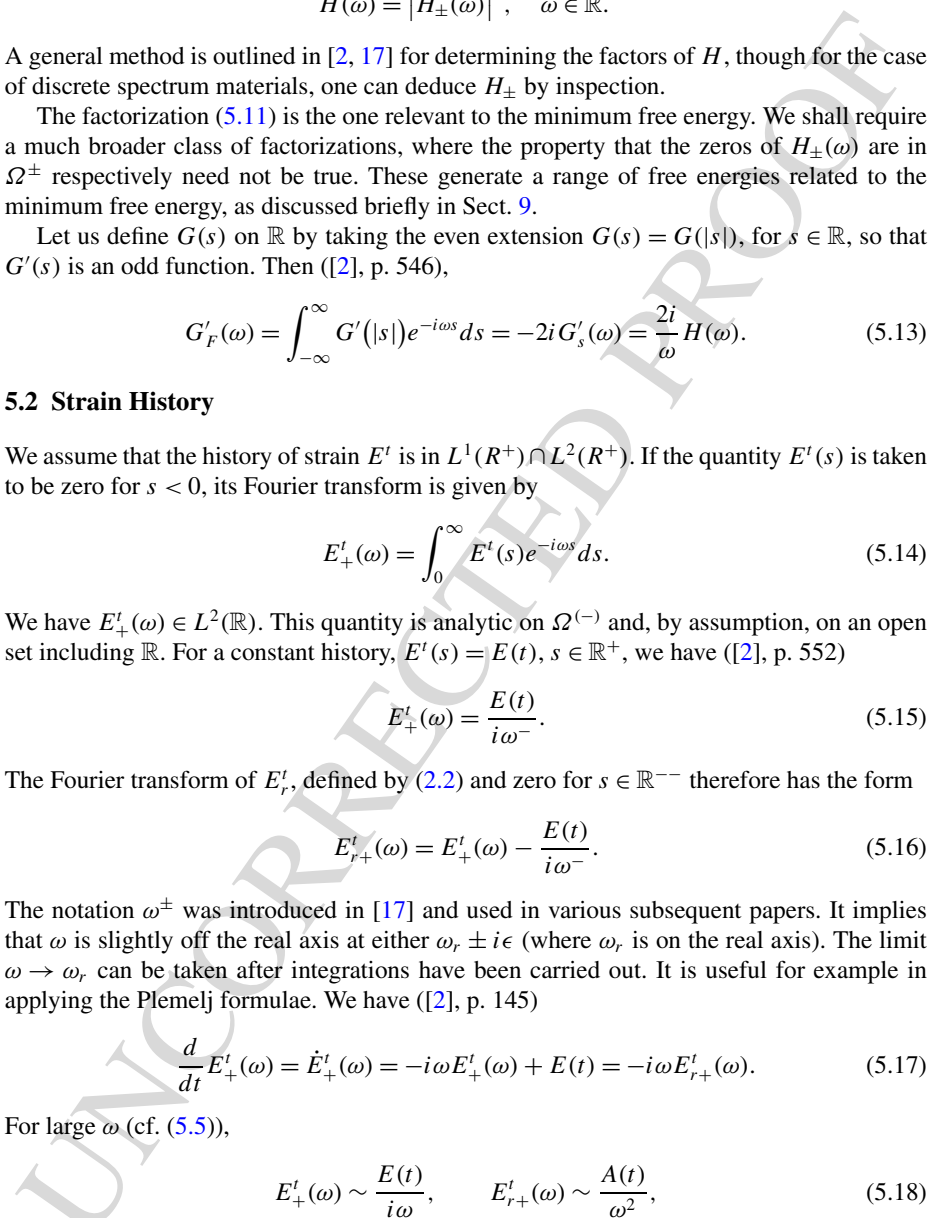 H(ω) = |H±(ω)| , ω ∈ ℝ.
A general method is outlined in [2, 17] for determining the factors of H, though for the case
of discrete spectrum materials, one can deduce H± by inspection.
The factorization (5.11) is the one relevant to the minimum free energy. We shall require
a much broader class of factorizations, where the property that the zeros of H±(ω) are in
Ω± respectively need not be true. These generate a range of free energies related to the
minimum free energy, as discussed briefly in Sect. 9.
Let us define G(s) on ℝ by taking the even extension G(s) = G(|s|), for s ∈ ℝ, so that
G′(s) is an odd function. Then ([2], p. 546),
G′_F(ω) = ∫_{−∞}^{∞} G′(|s|)e^{−iωs}ds = −2iG′_s(ω) = \frac{2i}{ω} H(ω). (5.13)
5.2 Strain History
We assume that the history of strain E^t is in L^1(R^+)∩L^2(R^+). If the quantity E^t(s) is taken
to be zero for s < 0, its Fourier transform is given by
E^t_+(ω) = ∫_0^∞ E^t(s)e^{−iωs}ds. (5.14)
We have E^t_+(ω) ∈ L^2(ℝ). This quantity is analytic on Ω^{(−)} and, by assumption, on an open
set including ℝ. For a constant history, E^t(s) = E(t), s ∈ ℝ^+, we have ([2], p. 552)
E^t_+(ω) = \frac{E(t)}{iω^−}. (5.15)
The Fourier transform of E^t_r, defined by (2.2) and zero for s ∈ ℝ^{−−} therefore has the form
E^t_{r+}(ω) = E^t_+(ω) − \frac{E(t)}{iω^−}. (5.16)
The notation ω^± was introduced in [17] and used in various subsequent papers. It implies
that ω is slightly off the real axis at either ω_r ± iϵ (where ω_r is on the real axis). The limit
ω → ω_r can be taken after integrations have been carried out. It is useful for example in
applying the Plemelj formulae. We have ([2], p. 145)
\frac{d}{dt}E^t_+(ω) = Ė^t_+(ω) = −iωE^t_+(ω) + E(t) = −iωE^t_{r+}(ω). (5.17)
For large ω (cf. (5.5)),
E^t_+(ω) ∼ \frac{E(t)}{iω}, E^t_{r+}(ω) ∼ \frac{A(t)}{ω^2}, (5.18)
UNCORRECTED PROOF